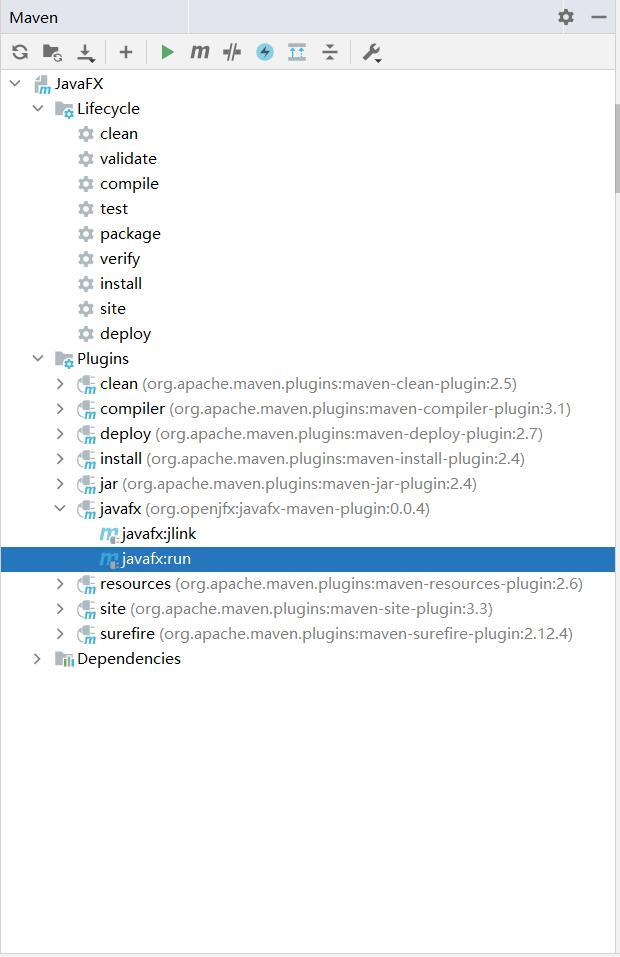 Maven
JavaFX
Lifecycle
clean
validate
compile
test
package
verify
install
site
deploy
Plugins
clean (org.apache.maven.plugins:maven-clean-plugin:2.5)
compiler (org.apache.maven.plugins:maven-compiler-plugin:3.1)
deploy (org.apache.maven.plugins:maven-deploy-plugin:2.7)
install (org.apache.maven.plugins:maven-install-plugin:2.4)
jar (org.apache.maven.plugins:maven-jar-plugin:2.4)
javafx (org.openjfx:javafx-maven-plugin:0.0.4)
javafx:jlink
javafx:run
resources (org.apache.maven.plugins:maven-resources-plugin:2.6)
site (org.apache.maven.plugins:maven-site-plugin:3.3)
surefire (org.apache.maven.plugins:maven-surefire-plugin:2.12.4)
Dependencies